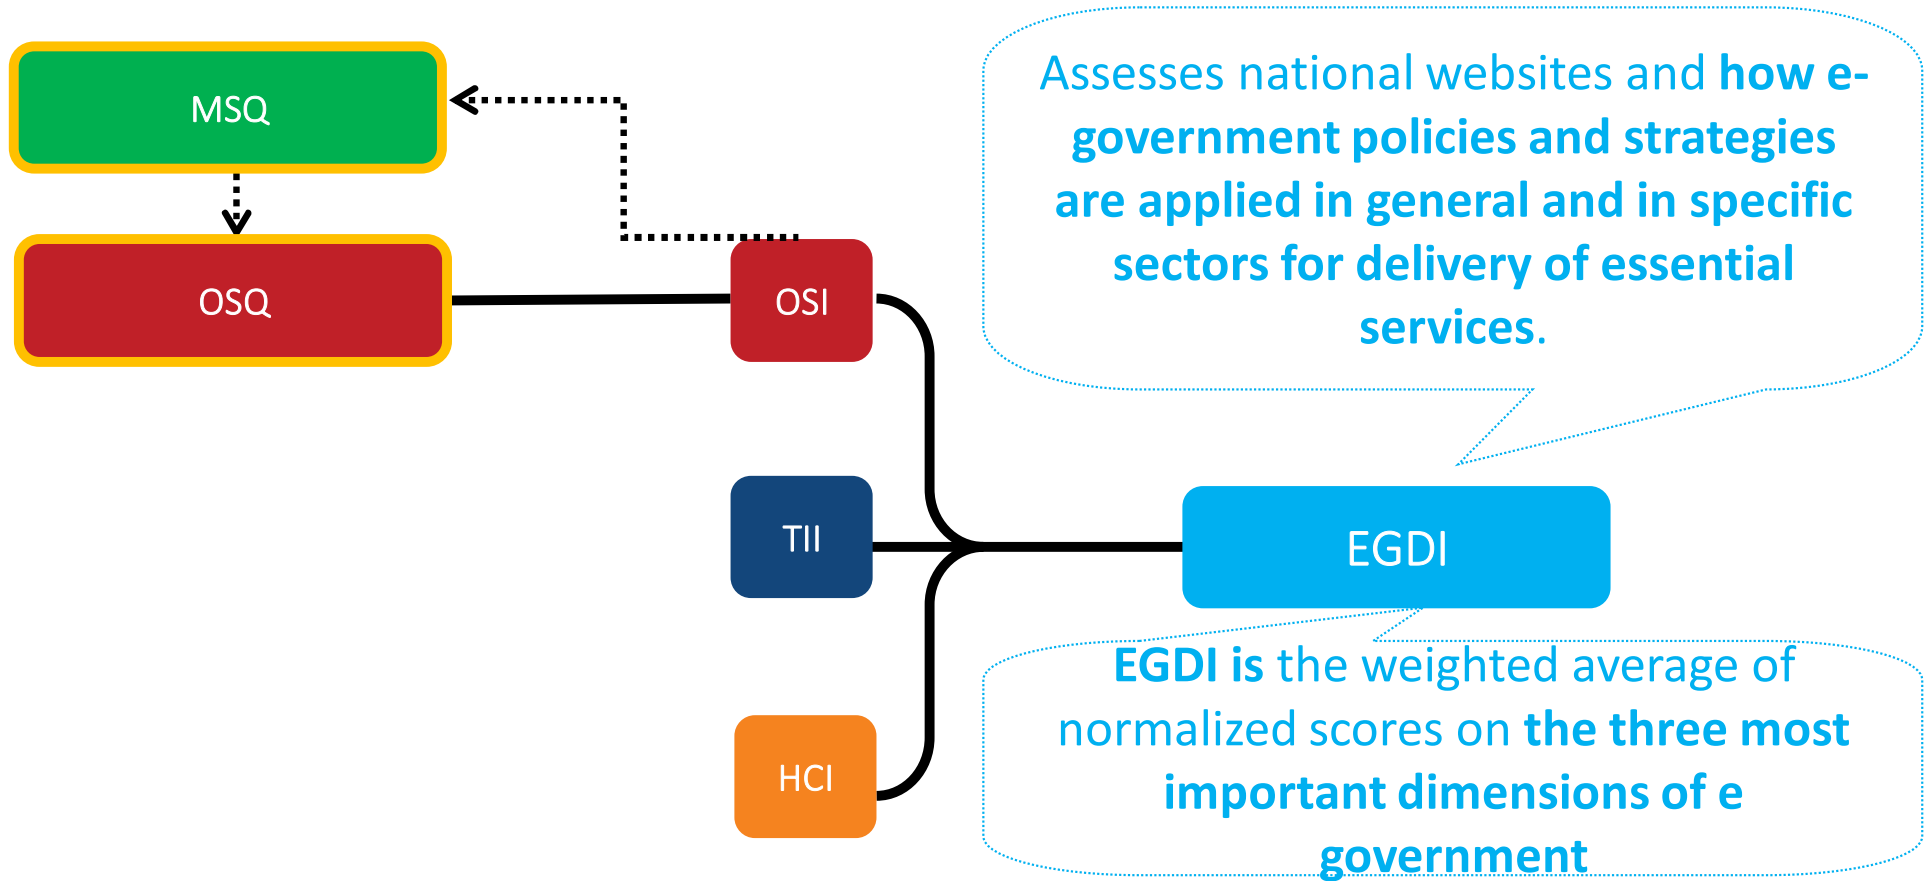 MSQ
OSQ
OSI
TII
HCI
EGDI
Assesses national websites and how e-
government policies and strategies
are applied in general and in specific
sectors for delivery of essential
services.
EGDI is the weighted average of
normalized scores on the three most
important dimensions of e
government